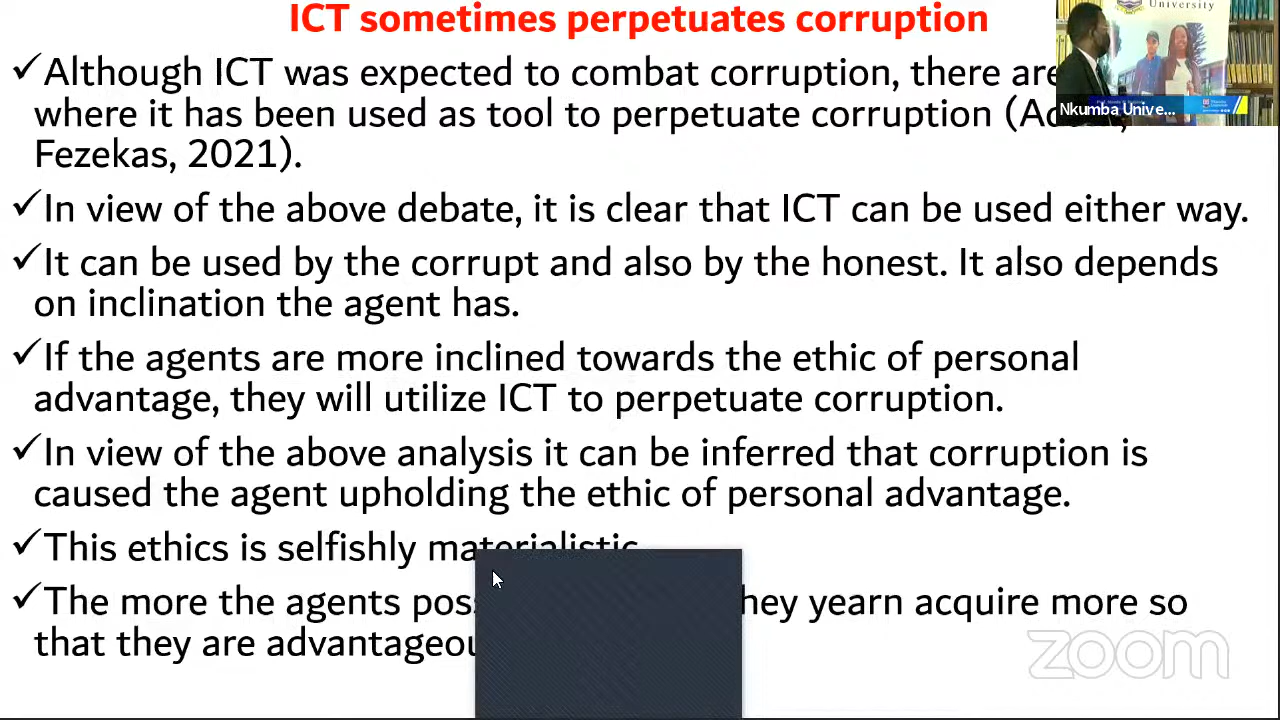 ICT sometimes perpetuates corruption
University
✓Although ICT was expected to combat corruption, there are
where it has been used as tool to perpetuate corruption
Nkumba Unive...
Fezekas, 2021).
✓In view of the above debate, it is clear that ICT can be used either way.
✓It can be used by the corrupt and also by the honest. It also depends
on inclination the agent has.
✓If the agents are more inclined towards the ethic of personal
advantage, they will utilize ICT to perpetuate corruption.
✓In view of the above analysis it can be inferred that corruption is
caused the agent upholding the ethic of personal advantage.
✓This ethics is selfishly materialistic
✓The more the agents they yearn acquire more so
that they are
zoom